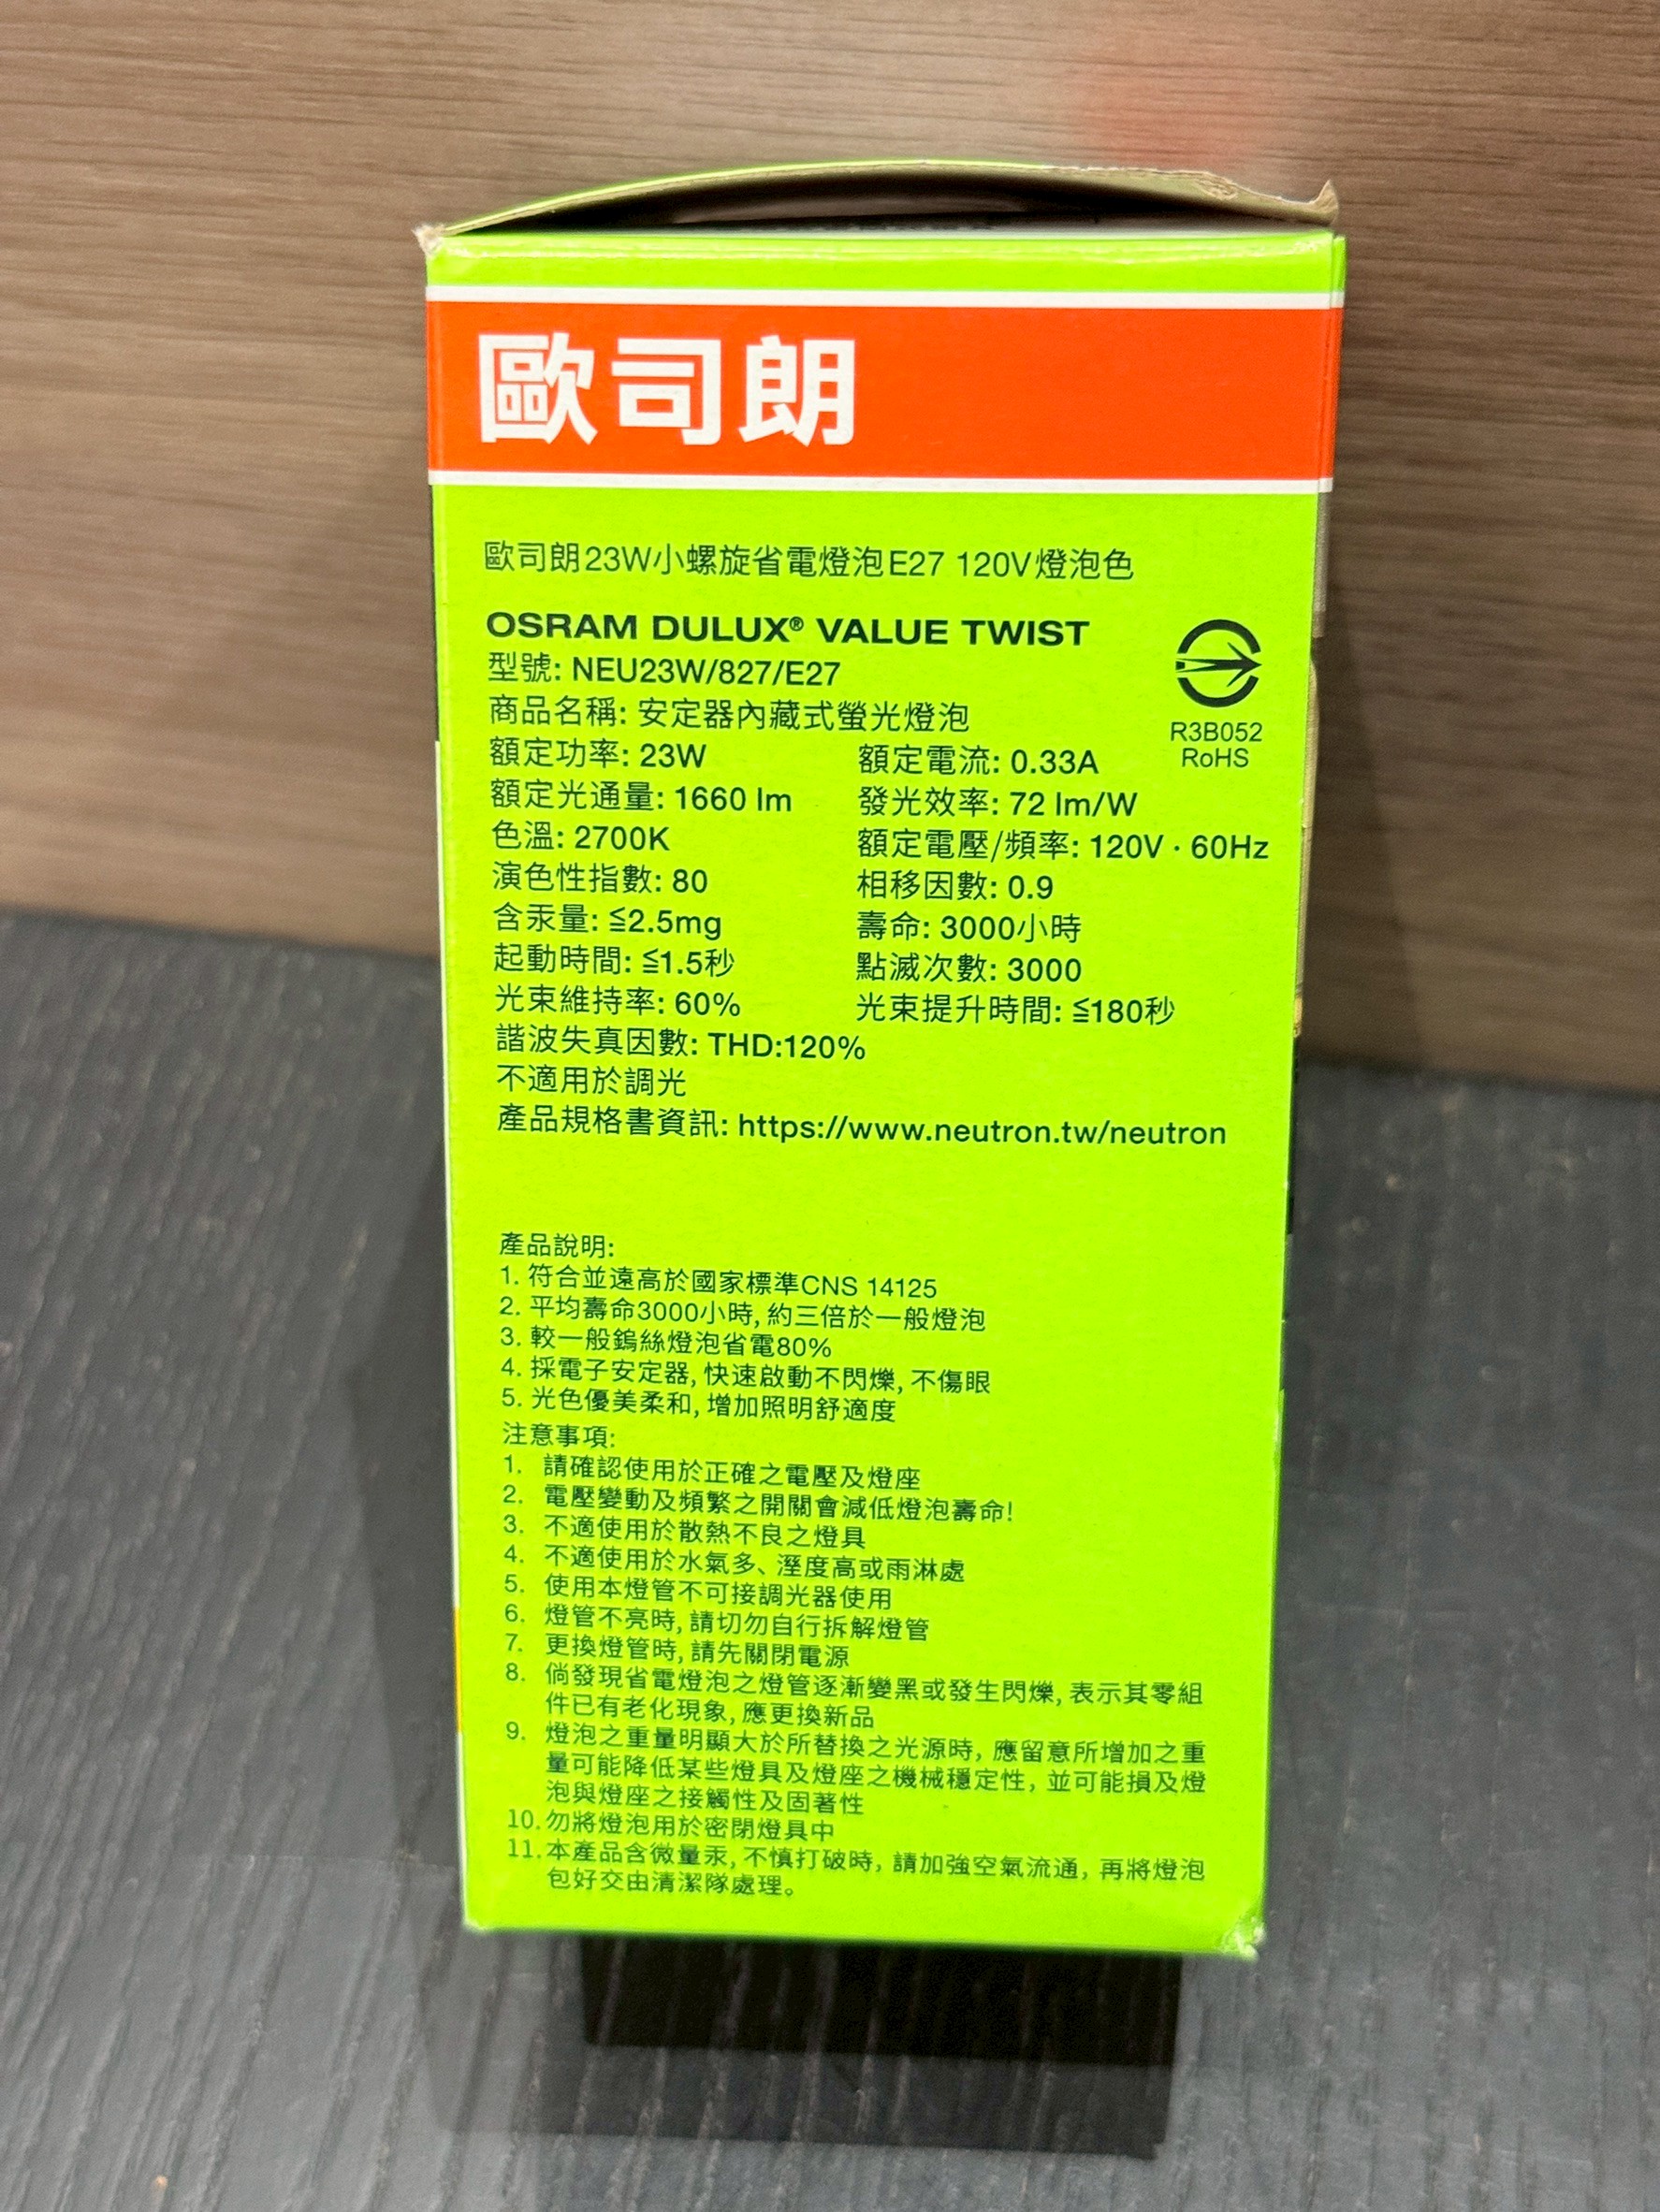 歐司朗
歐司朗23W小螺旋省電燈泡E27 120V燈泡色
OSRAM DULUX® VALUE TWIST
型號: NEU23W/827/E27
商品名稱: 安定器內藏式螢光燈泡
R3B052
RoHS
額定功率: 23W 額定電流: 0.33A
額定光通量: 1660 lm 發光效率: 72 lm/W
色溫: 2700K 額定電壓/頻率: 120V · 60Hz
演色性指數: 80 相移因數: 0.9
含汞量: ≦2.5mg 壽命: 3000小時
起動時間: ≦1.5秒 點滅次數: 3000
光束維持率: 60% 光束提升時間: ≦180秒
諧波失真因數: THD:120%
不適用於調光
產品規格書資訊: https://www.neutron.tw/neutron
產品說明:
1. 符合並遠高於國家標準CNS 14125
2. 平均壽命3000小時, 約三倍於一般燈泡
3. 較一般鎢絲燈泡省電80%
4. 採電子安定器, 快速啟動不閃爍, 不傷眼
5. 光色優美柔和, 增加照明舒適度
注意事項:
1. 請確認使用於正確之電壓及燈座
2. 電壓變動及頻繁之開關會減低燈泡壽命!
3. 不適使用於散熱不良之燈具
4. 不適使用於水氣多、溼度高或雨淋處
5. 使用本燈管不可接調光器使用
6. 燈管不亮時, 請切勿自行拆解燈管
7. 更換燈管時, 請先關閉電源
8. 倘發現省電燈泡之燈管逐漸變黑或發生閃爍, 表示其零組
件已有老化現象, 應更換新品
9. 燈泡之重量明顯大於所替換之光源時, 應留意所增加之重
量可能降低某些燈具及燈座之機械穩定性, 並可能損及燈
泡與燈座之接觸性及固著性
10. 勿將燈泡用於密閉燈具中
11. 本產品含微量汞, 不慎打破時, 請加強空氣流通, 再將燈泡
包好交由清潔隊處理。